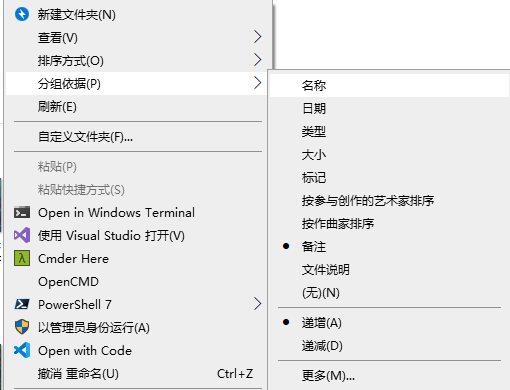 新建文件夹(N)
查看(V)
排序方式(O)
分组依据(P)
刷新(E)
自定义文件夹(F)...
粘贴(P)
粘贴快捷方式(S)
Open in Windows Terminal
使用 Visual Studio 打开(V)
Cmder Here
OpenCMD
PowerShell 7
以管理员身份运行(A)
Open with Code
撤消 重命名(U) Ctrl+Z
名称
日期
类型
大小
标记
按参与创作的艺术家排序
按作曲家排序
备注
文件说明
(无)(N)
递增(A)
递减(D)
更多(M)...